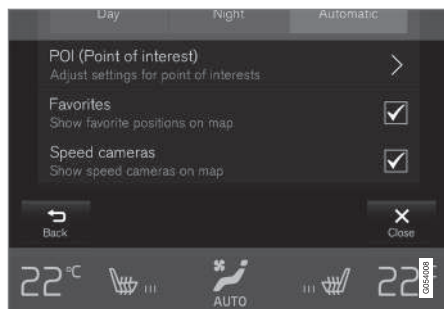 Day Night Automatic
POI (Point of interest)
Adjust settings for point of interests
Favorites
Show favorite positions on map
Speed cameras
Show speed cameras on map
Back Close
22°C AUTO 22°
G054008